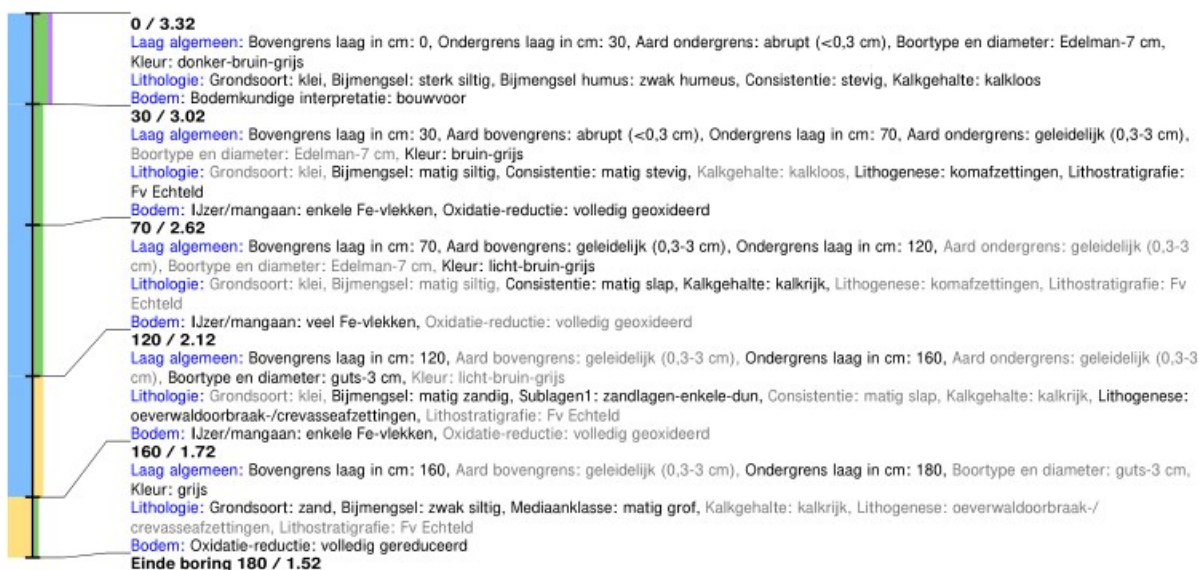 0 / 3.32
Laag algemeen: Bovengrens laag in cm: 0, Ondergrens laag in cm: 30, Aard ondergrens: abrupt (<0,3 cm), Boortype en diameter: Edelman-7 cm,
Kleur: donker-bruin-grijs
Lithologie: Grondsoort: klei, Bijmengsel: sterk siltig, Bijmengsel humus: zwak humeus, Consistentie: stevig, Kalkgehalte: kalkloos
Bodem: Bodemkundige interpretatie: bouwvoor
30 / 3.02
Laag algemeen: Bovengrens laag in cm: 30, Aard bovengrens: abrupt (<0,3 cm), Ondergrens laag in cm: 70, Aard ondergrens: geleidelijk (0,3-3 cm),
Boortype en diameter: Edelman-7 cm, Kleur: bruin-grijs
Lithologie: Grondsoort: klei, Bijmengsel: matig siltig, Consistentie: matig stevig, Kalkgehalte: kalkloos, Lithogenese: komafzettingen, Lithostratigrafie:
Fv Echteld
Bodem: IJzer/mangaan: enkele Fe-vlekken, Oxidatie-reductie: volledig geoxideerd
70 / 2.62
Laag algemeen: Bovengrens laag in cm: 70, Aard bovengrens: geleidelijk (0,3-3 cm), Ondergrens laag in cm: 120, Aard ondergrens: geleidelijk (0,3-3
cm), Boortype en diameter: Edelman-7 cm, Kleur: licht-bruin-grijs
Lithologie: Grondsoort: klei, Bijmengsel: matig siltig, Consistentie: matig slap, Kalkgehalte: kalkrijk, Lithogenese: komafzettingen, Lithostratigrafie: Fv
Echteld
Bodem: IJzer/mangaan: veel Fe-vlekken, Oxidatie-reductie: volledig geoxideerd
120 / 2.12
Laag algemeen: Bovengrens laag in cm: 120, Aard bovengrens: geleidelijk (0,3-3 cm), Ondergrens laag in cm: 160, Aard ondergrens: geleidelijk (0,3-3
cm), Boortype en diameter: guts-3 cm, Kleur: licht-bruin-grijs
Lithologie: Grondsoort: klei, Bijmengsel: matig zandig, Sublagen1: zandlagen-enkele-dun, Consistentie: matig slap, Kalkgehalte: kalkrijk, Lithogenese:
oeverwaldoorbraak-/crevasseafzettingen, Lithostratigrafie: Fv Echteld
Bodem: IJzer/mangaan: enkele Fe-vlekken, Oxidatie-reductie: volledig geoxideerd
160 / 1.72
Laag algemeen: Bovengrens laag in cm: 160, Aard bovengrens: geleidelijk (0,3-3 cm), Ondergrens laag in cm: 180, Boortype en diameter: guts-3 cm,
Kleur: grijs
Lithologie: Grondsoort: zand, Bijmengsel: zwak siltig, Mediaanklasse: matig grof, Kalkgehalte: kalkrijk, Lithogenese: oeverwaldoorbraak-/
crevasseafzettingen, Lithostratigrafie: Fv Echteld
Bodem: Oxidatie-reductie: volledig gereduceerd
Einde boring 180 / 1.52